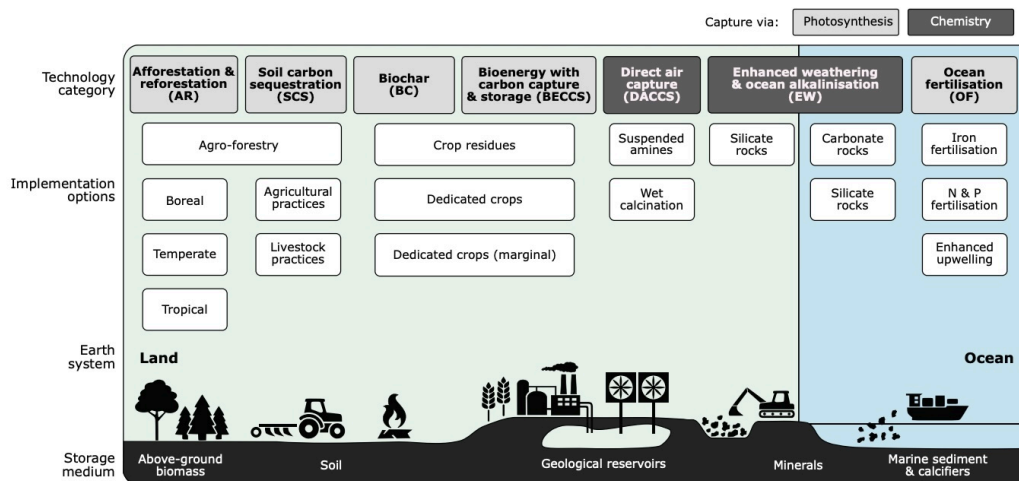 Capture via:
Photosynthesis
Chemistry
Technology
category
Afforestation &
reforestation
(AR)
Soil carbon
sequestration
(SCS)
Biochar
(BC)
Bioenergy with
carbon capture
& storage (BECCS)
Direct air
capture
(DACCS)
Enhanced weathering
& ocean alkalinisation
(EW)
Ocean
fertilisation
(OF)
Implementation
options
Agro-forestry
Crop residues
Suspended
amines
Silicate
rocks
Carbonate
rocks
Iron
fertilisation
Boreal
Agricultural
practices
Dedicated crops
Wet
calcination
Silicate
rocks
N & P
fertilisation
Temperate
Livestock
practices
Dedicated crops (marginal)
Enhanced
upwelling
Tropical
Earth
system
Land
Ocean
Storage
medium
Above-ground
biomass
Soil
Geological reservoirs
Minerals
Marine sediment
& calcifiers